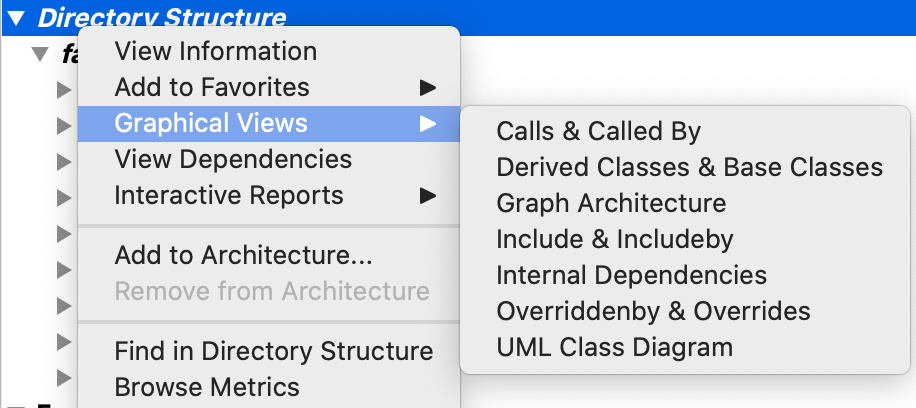 Directory Structure
View Information
Add to Favorites
Graphical Views
View Dependencies
Interactive Reports
Add to Architecture...
Remove from Architecture
Find in Directory Structure
Browse Metrics
Calls & Called By
Derived Classes & Base Classes
Graph Architecture
Include & Includeby
Internal Dependencies
Overriddenby & Overrides
UML Class Diagram